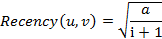 Recency(u, v) = √(a / (i + 1))